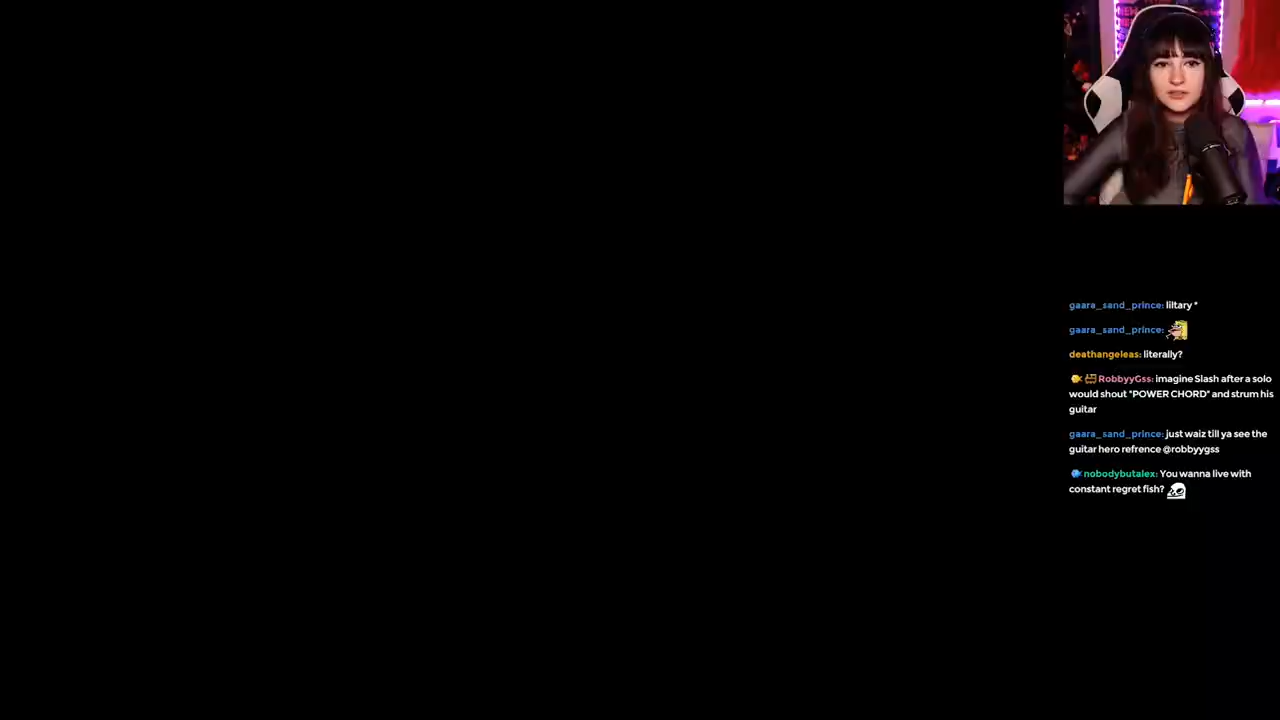 gaara_sand_prince: liltary *
gaara_sand_prince:
deathangeleas: literally?
RobbyyGss: imagine Slash after a solo
would shout "POWER CHORD" and strum his
guitar
gaara_sand_prince: just waiz till ya see the
guitar hero refrence @robbyygss
nobodybutalex: You wanna live with
constant regret fish?